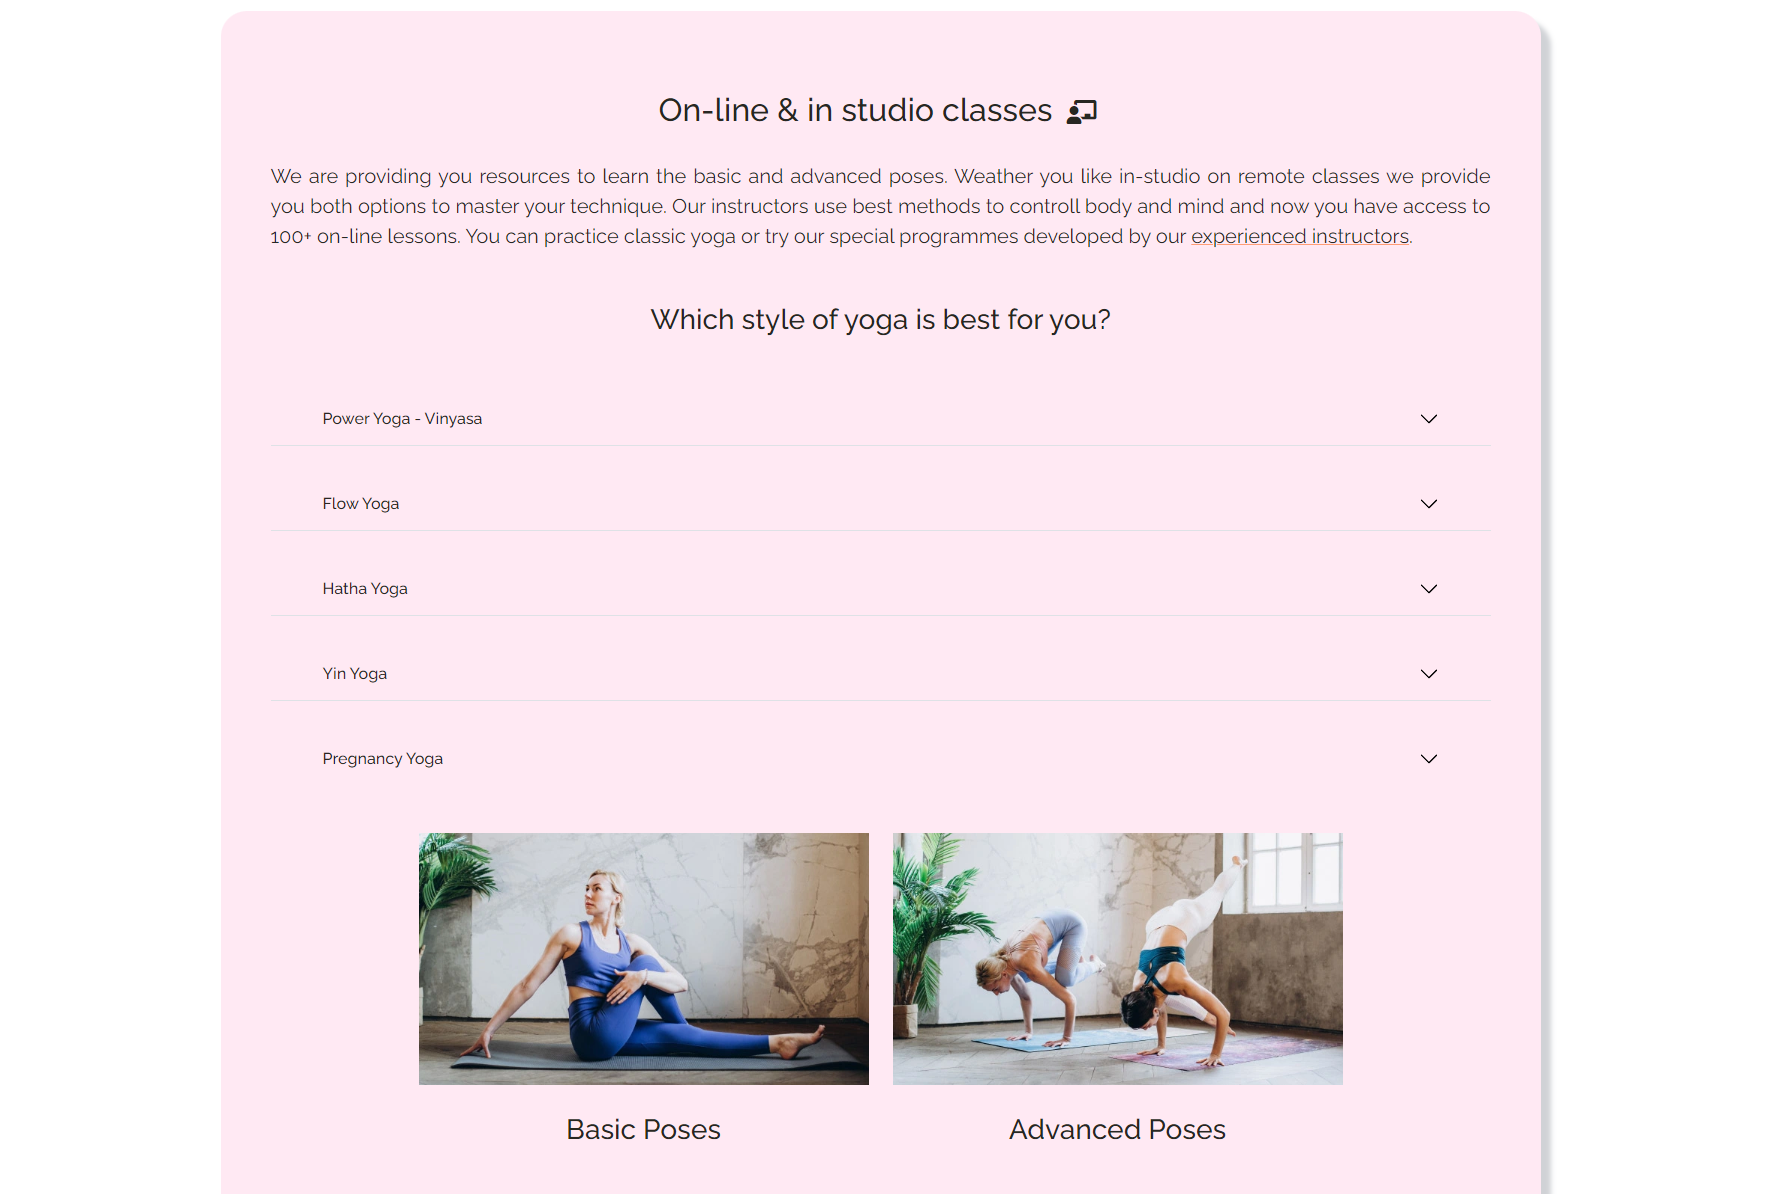 On-line & in studio classes
We are providing you resources to learn the basic and advanced poses. Weather you like in-studio on remote classes we provide
you both options to master your technique. Our instructors use best methods to controll body and mind and now you have access to
100+ on-line lessons. You can practice classic yoga or try our special programmes developed by our experienced instructors.
Which style of yoga is best for you?
Power Yoga - Vinyasa
Flow Yoga
Hatha Yoga
Yin Yoga
Pregnancy Yoga
Basic Poses
Advanced Poses